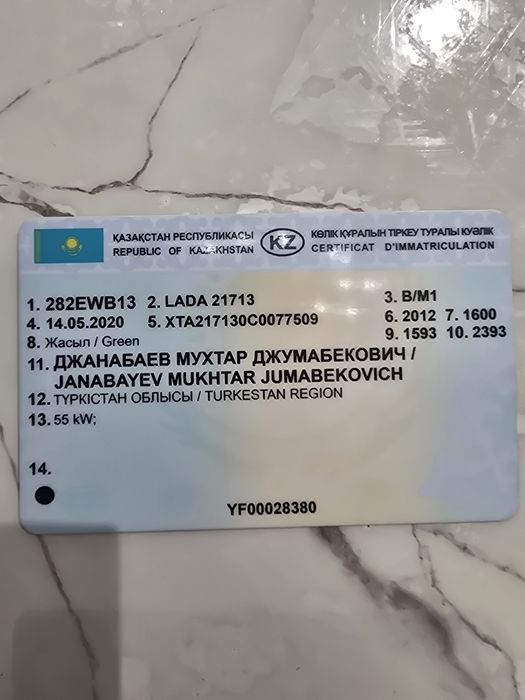 ҚАЗАҚСТАН РЕСПУБЛИКАСЫ
REPUBLIC OF KAZAKHSTAN
KZ
КӨЛІК ҚҰРАЛЫН ТІРКЕУ ТУРАЛЫ КУӘЛІК
CERTIFICAT D'IMMATRICULATION
1. 282EWB13 2. LADA 21713 3. B/M1
4. 14.05.2020 5. XTA217130C0077509 6. 2012 7. 1600
8. Жасыл / Green 9. 1593 10. 2393
11. ДЖАНАБАЕВ МУХТАР ДЖУМАБЕКОВИЧ /
JANABAYEV MUKHTAR JUMABEKOVICH
12. ТҮРКІСТАН ОБЛЫСЫ / TURKESTAN REGION
13. 55 kW;
14.
YF00028380